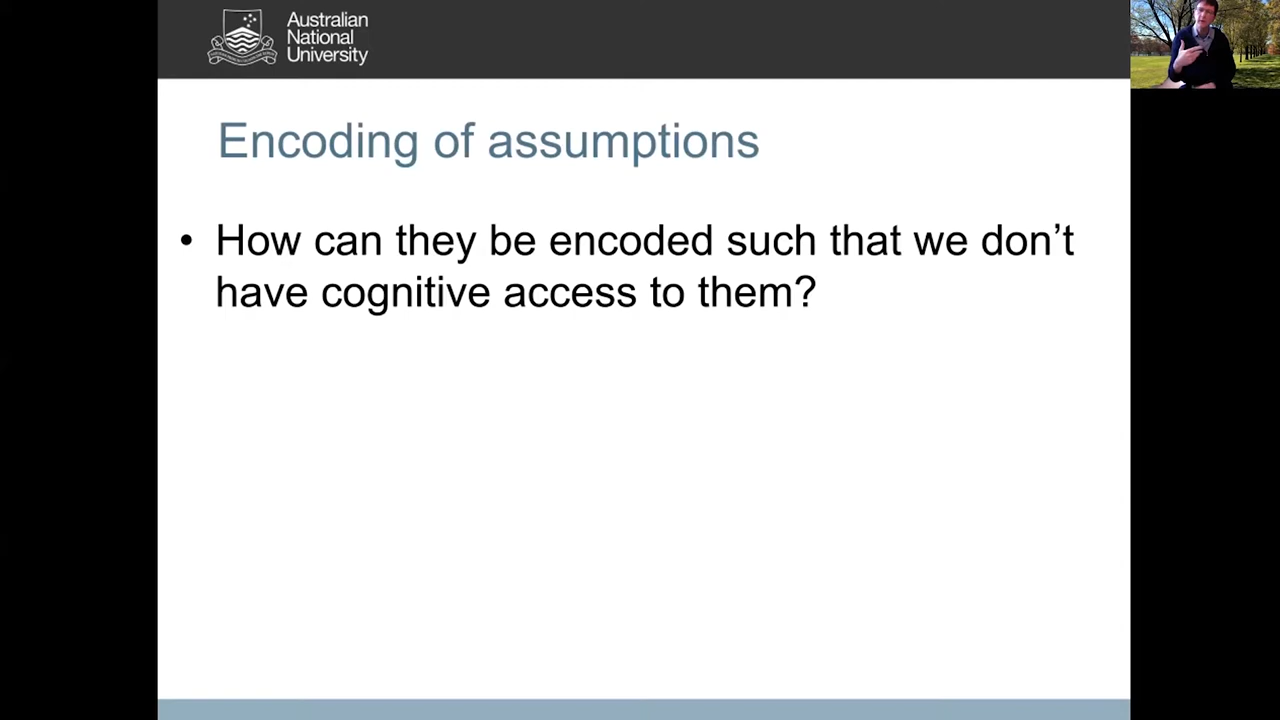 Australian
National
University
Encoding of assumptions
• How can they be encoded such that we don’t
have cognitive access to them?